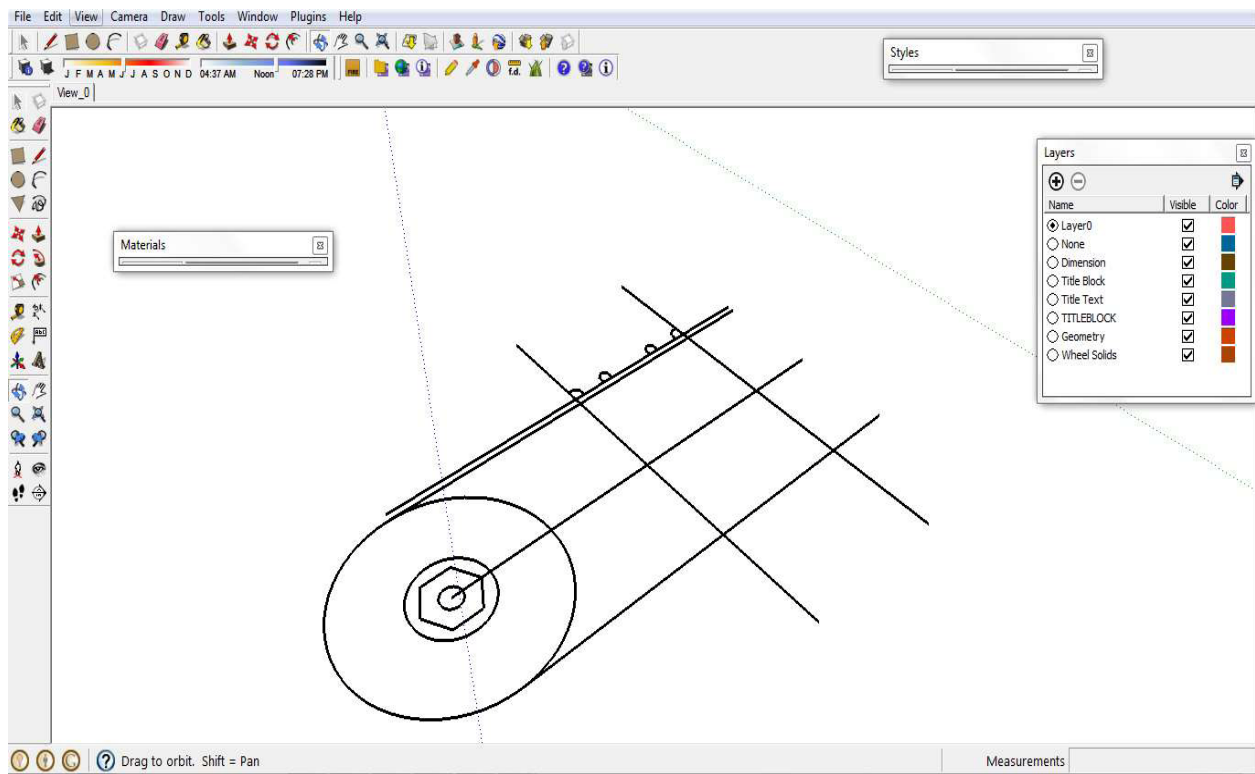 File Edit View Camera Draw Tools Window Plugins Help
J F M A M J J A S O N D 04:37 AM Noon 07:28 PM f.d.
Styles
View_0
Layers
Name Visible Color
Layer0
None
Dimension
Title Block
Title Text
TITLEBLOCK
Geometry
Wheel Solids
Materials
Drag to orbit. Shift = Pan
Measurements